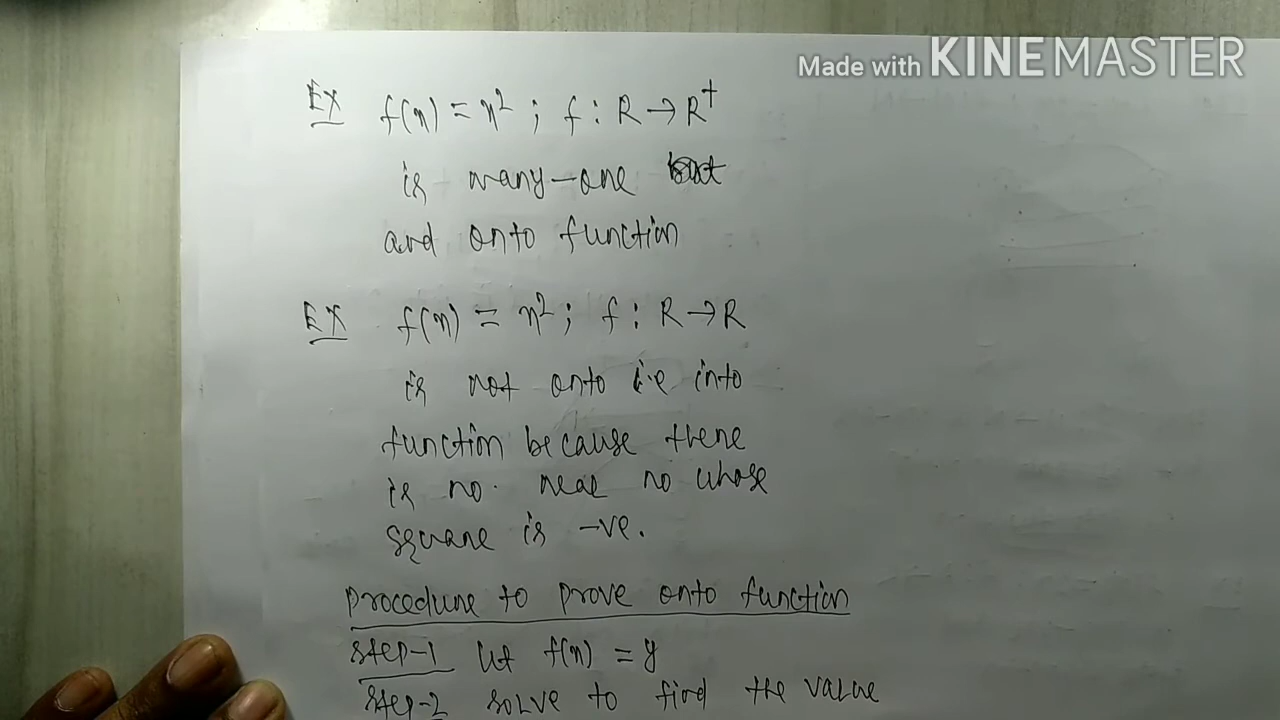 Made with KINEMASTER
Ex f(x) = x² ; f : R → R⁺
is many-one
and onto function
Ex f(x) = x² ; f : R → R
is not onto i.e into
function because there
is no. real no whose
square is -ve.
Procedure to prove onto function
Step-1 let f(x) = y
Step-2 solve to find the value